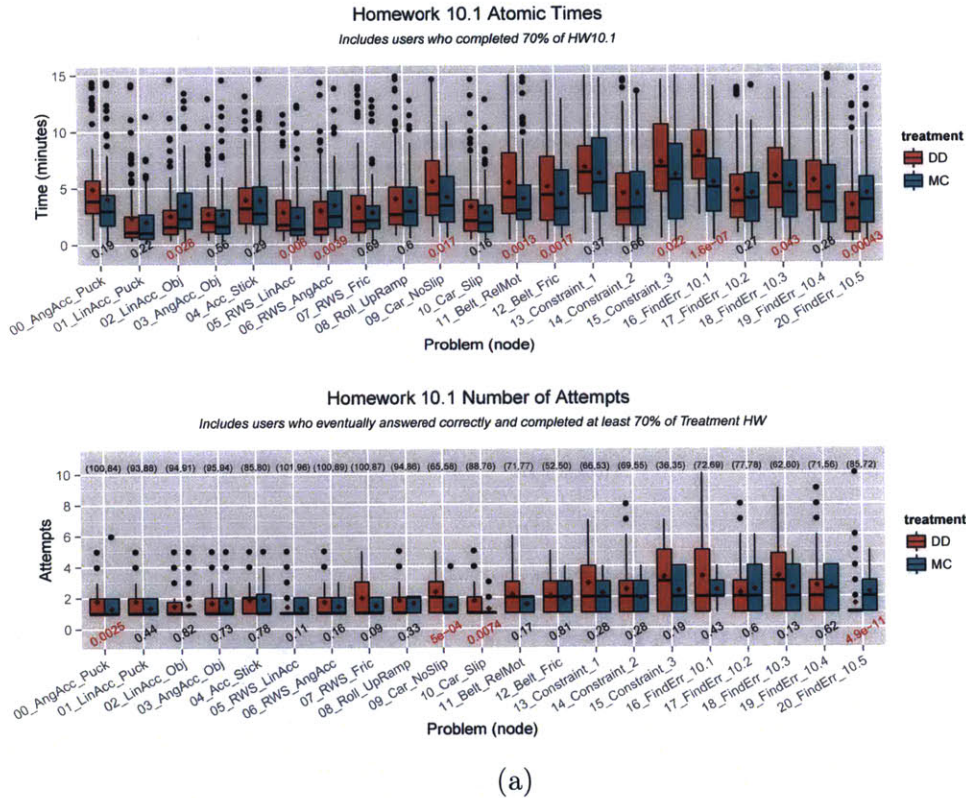 Homework 10.1 Atomic Times
Includes users who completed 70% of HW10.1
Time (minutes)
15
10
5
0
0.19 0.22 0.028 0.56 0.29 0.006 0.0039 0.69 0.6 0.017 0.16 0.0013 0.0017 0.37 0.66 0.022 1.6e-07 0.27 0.043 0.28 0.00043
00_AngAcc_Puck
01_LinAcc_Puck
02_LinAcc_Obj
03_AngAcc_Obj
04_Acc_Stick
05_RWS_LinAcc
06_RWS_AngAcc
07_RWS_Fric
08_Roll_UpRamp
09_Car_NoSlip
10_Car_Slip
11_Belt_RelMot
12_Belt_Fric
13_Constraint_1
14_Constraint_2
15_Constraint_3
16_FindErr_10.1
17_FindErr_10.2
18_FindErr_10.3
19_FindErr_10.4
20_FindErr_10.5
Problem (node)
treatment
DD
MC
Homework 10.1 Number of Attempts
Includes users who eventually answered correctly and completed at least 70% of Treatment HW
Attempts
(100,84) (93,88) (94,91) (95,94) (85,80) (101,96) (100,89) (100,87) (94,86) (65,58) (88,76) (71,77) (52,50) (66,53) (69,55) (36,35) (72,69) (77,78) (62,60) (71,56) (85,72)
10
8
6
4
2
0
0.0025 0.44 0.82 0.73 0.78 0.11 0.16 0.09 0.33 5e-04 0.0074 0.17 0.81 0.28 0.28 0.19 0.43 0.6 0.13 0.62 4.9e-11
00_AngAcc_Puck
01_LinAcc_Puck
02_LinAcc_Obj
03_AngAcc_Obj
04_Acc_Stick
05_RWS_LinAcc
06_RWS_AngAcc
07_RWS_Fric
08_Roll_UpRamp
09_Car_NoSlip
10_Car_Slip
11_Belt_RelMot
12_Belt_Fric
13_Constraint_1
14_Constraint_2
15_Constraint_3
16_FindErr_10.1
17_FindErr_10.2
18_FindErr_10.3
19_FindErr_10.4
20_FindErr_10.5
Problem (node)
treatment
DD
MC
(a)